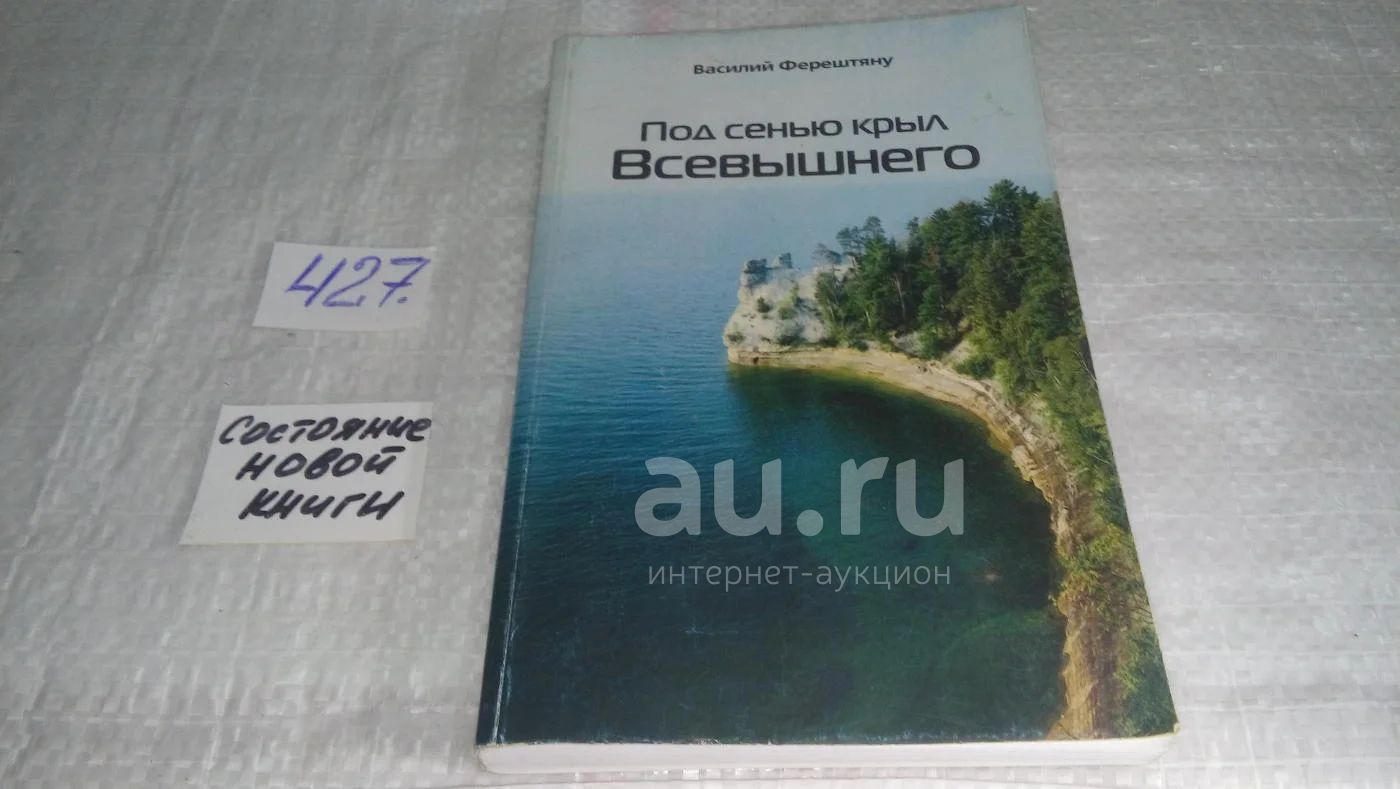 Василий Ферештяну
Под сенью крыл
Всевышнего
427.
Состояние
новой
книги
au.ru
интернет-аукцион